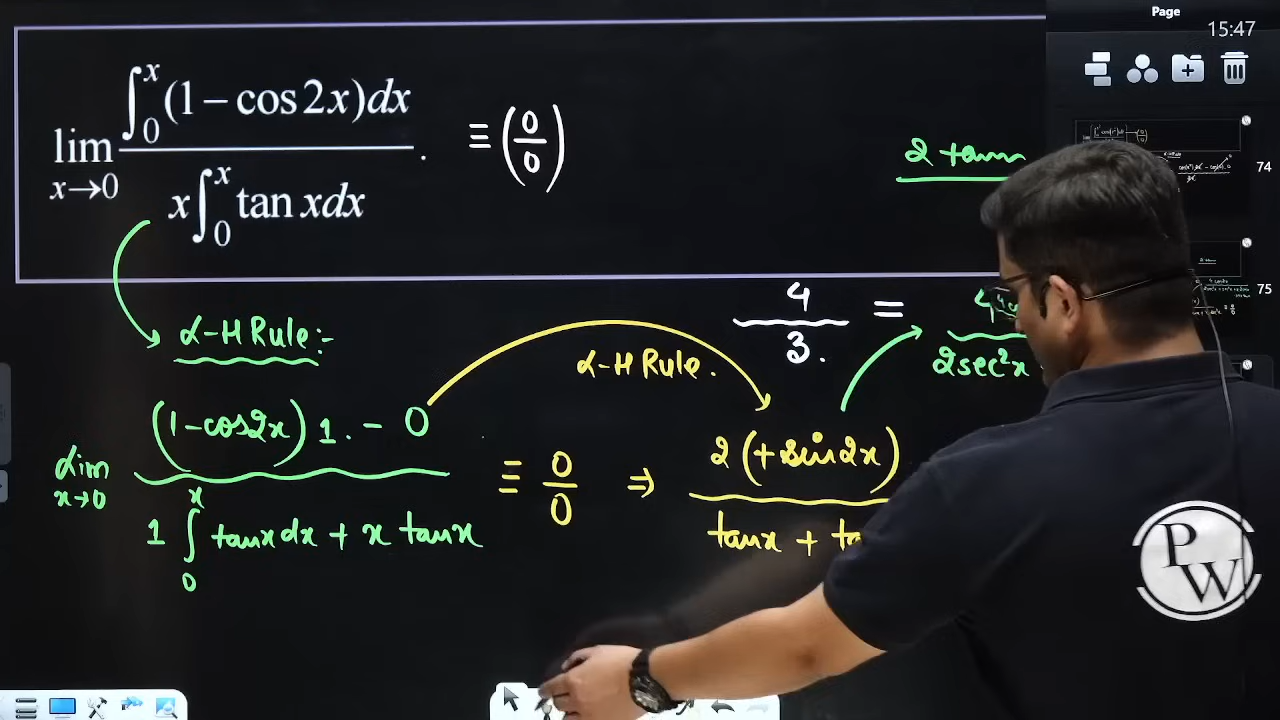 Page
15:47
lim x→0 ∫₀ˣ (1 – cos 2x)dx / x∫₀ˣ tan xdx . ≡ (0/0)
2 tanx
74
75
L-H Rule:-
4/3. =
2sec²x
L-H Rule.
Lim x→0 (1-cos2x) 1. - 0 / 1 ∫₀ˣ tanx dx + x tanx ≡ 0/0 ⇒ 2 (+sin2x) / tanx +
PW